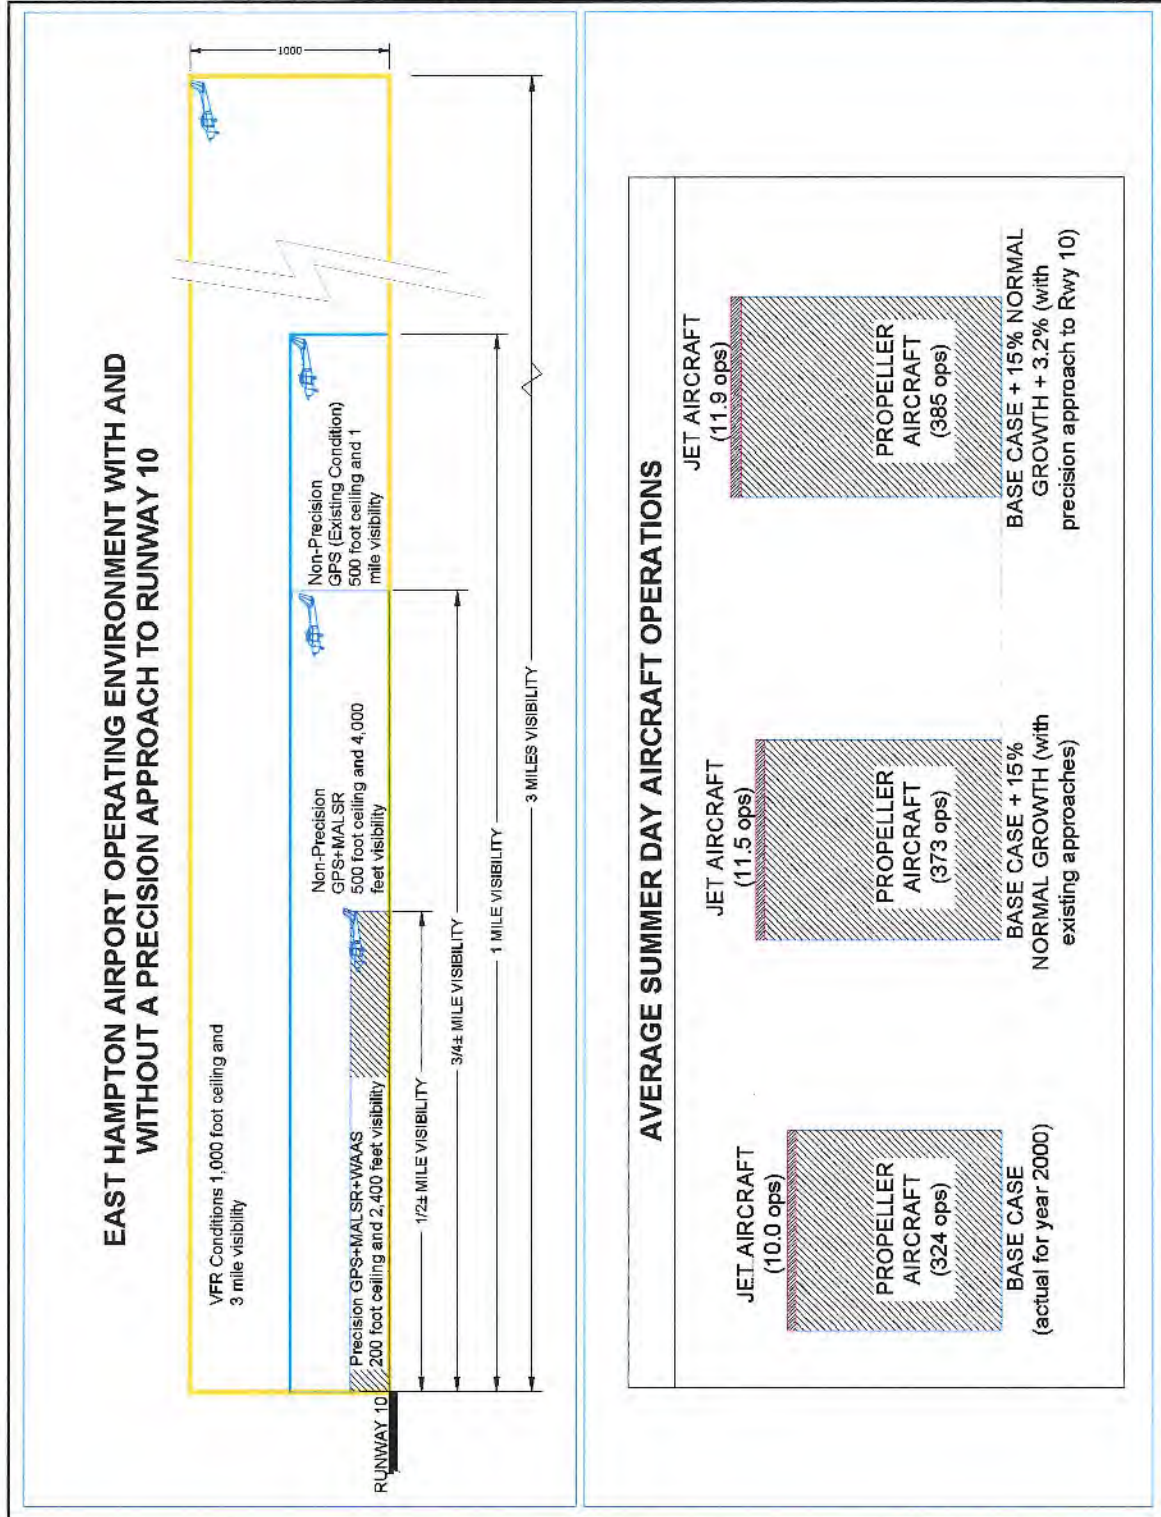 EAST HAMPTON AIRPORT OPERATING ENVIRONMENT WITH AND
WITHOUT A PRECISION APPROACH TO RUNWAY 10
1000
VFR Conditions 1,000 foot ceiling and
3 mile visibility
Non-Precision
GPS (Existing Condition)
500 foot ceiling and 1
mile visibility
Non-Precision
GPS+MALSR
500 foot ceiling and 4,000
feet visibility
Precision GPS+MALSR+WAAS
200 foot ceiling and 2,400 feet visibility
RUNWAY 10
1/2± MILE VISIBILITY
3/4± MILE VISIBILITY
1 MILE VISIBILITY
3 MILES VISIBILITY
AVERAGE SUMMER DAY AIRCRAFT OPERATIONS
JET AIRCRAFT
(10.0 ops)
PROPELLER
AIRCRAFT
(324 ops)
BASE CASE
(actual for year 2000)
JET AIRCRAFT
(11.5 ops)
PROPELLER
AIRCRAFT
(373 ops)
BASE CASE + 15%
NORMAL GROWTH (with
existing approaches)
JET AIRCRAFT
(11.9 ops)
PROPELLER
AIRCRAFT
(385 ops)
BASE CASE + 15% NORMAL
GROWTH + 3.2% (with
precision approach to Rwy 10)